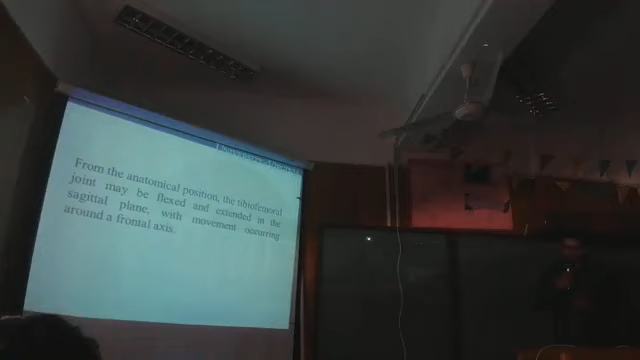 From the anatomical position, the tibiofemoral
joint may be flexed and extended in the
sagittal plane, with movement occurring
around a frontal axis.